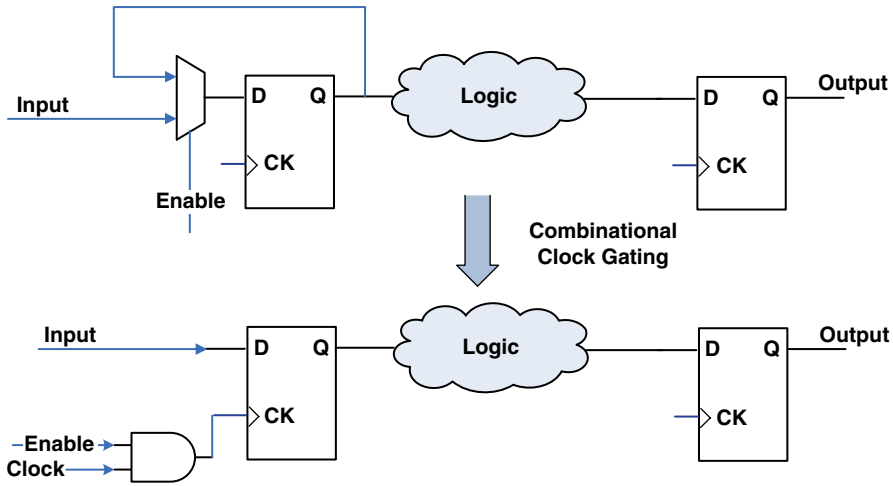 Input
D
Q
CK
Enable
Logic
D
Q
CK
Output
Combinational
Clock Gating
Input
D
Q
CK
Enable
Clock
Logic
D
Q
CK
Output